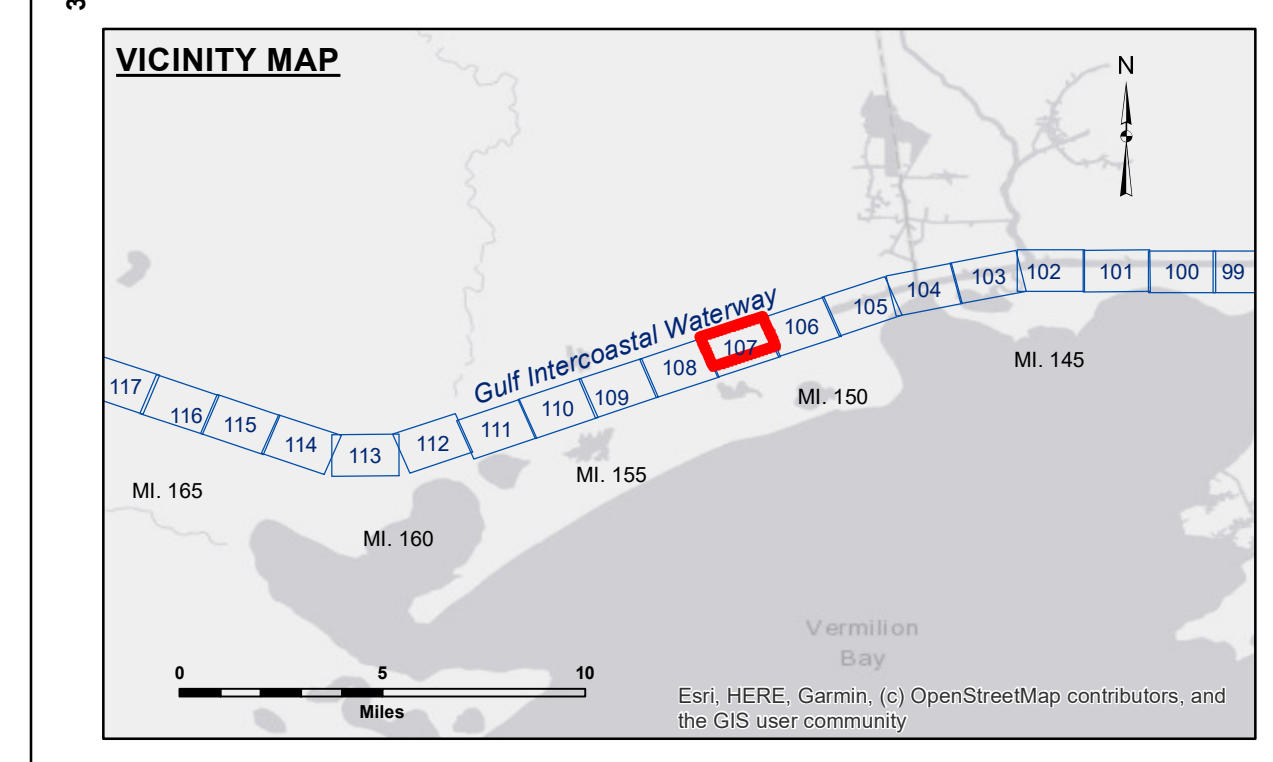 3
VICINITY MAP
N
Gulf Intercoastal Waterway
117
116
115
114
113
112
111
110
109
108
107
106
105
104
103
102
101
100
99
MI. 145
MI. 150
MI. 155
MI. 160
MI. 165
Vermilion
Bay
0 5 10
Miles
Esri, HERE, Garmin, (c) OpenStreetMap contributors, and
the GIS user community